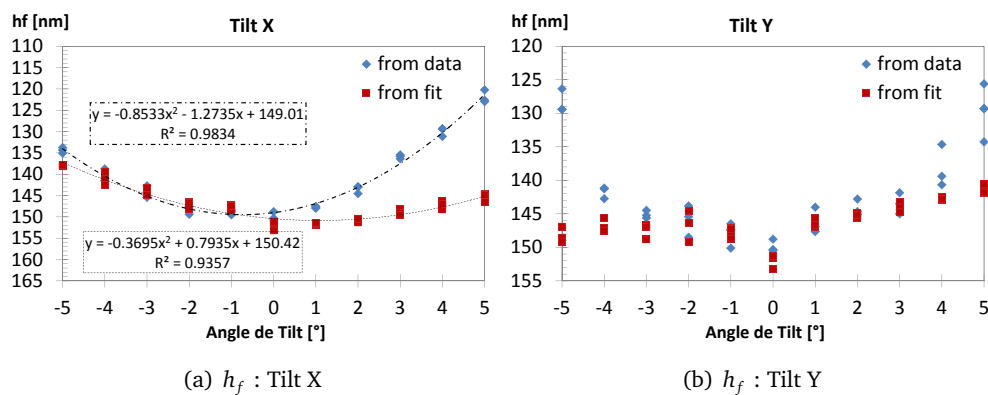 hf [nm]
Tilt X
110
115
120
125
130
135
140
145
150
155
160
165
from data
from fit
y = -0.8533x² - 1.2735x + 149.01
R² = 0.9834
y = -0.3695x² + 0.7935x + 150.42
R² = 0.9357
-5 -4 -3 -2 -1 0 1 2 3 4 5
Angle de Tilt [°]
(a) h_f : Tilt X
hf [nm]
Tilt Y
120
125
130
135
140
145
150
155
from data
from fit
-5 -4 -3 -2 -1 0 1 2 3 4 5
Angle de Tilt [°]
(b) h_f : Tilt Y